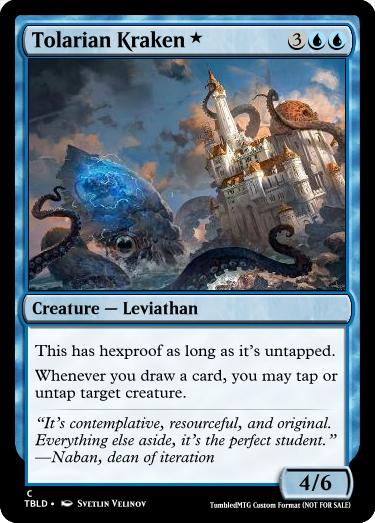 Tolarian Kraken ★ 3
Creature — Leviathan
This has hexproof as long as it's untapped.
Whenever you draw a card, you may tap or
untap target creature.
"It's contemplative, resourceful, and original.
Everything else aside, it's the perfect student."
—Naban, dean of iteration
4/6
C
TBLD • Svetlin Velinov
TumbledMTG Custom Format (NOT FOR SALE)